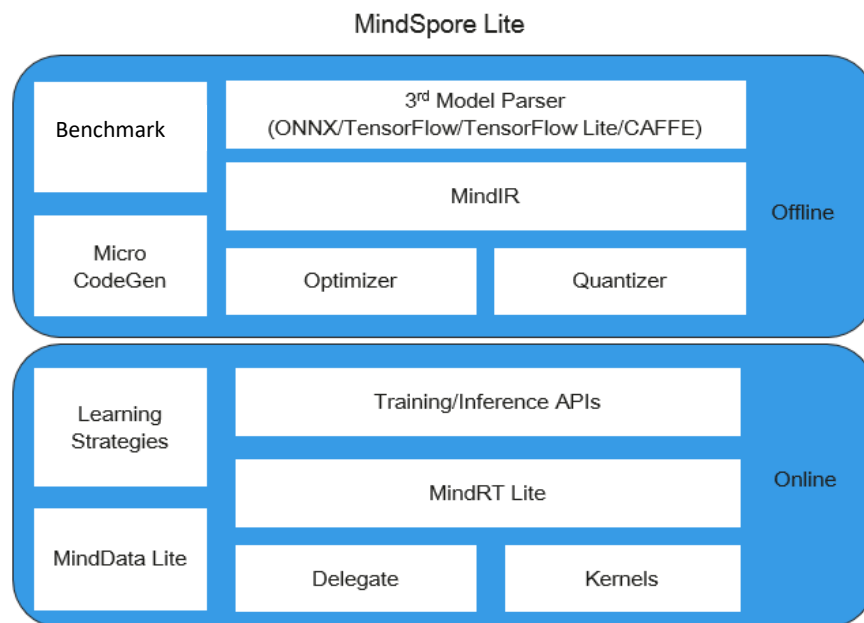 MindSpore Lite
Benchmark
3rd Model Parser
(ONNX/TensorFlow/TensorFlow Lite/CAFFE)
MindIR
Offline
Micro
CodeGen
Optimizer
Quantizer
Learning
Strategies
Training/Inference APIs
MindRT Lite
Online
MindData Lite
Delegate
Kernels